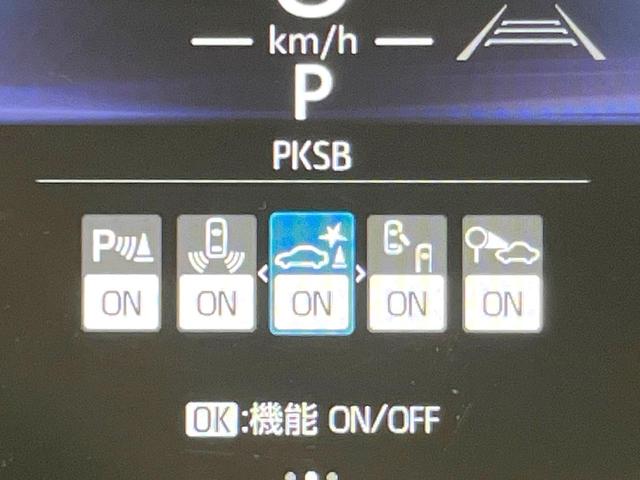 km/h
P
PKSB
P
ON ON ON ON ON
OK:機能 ON/OFF